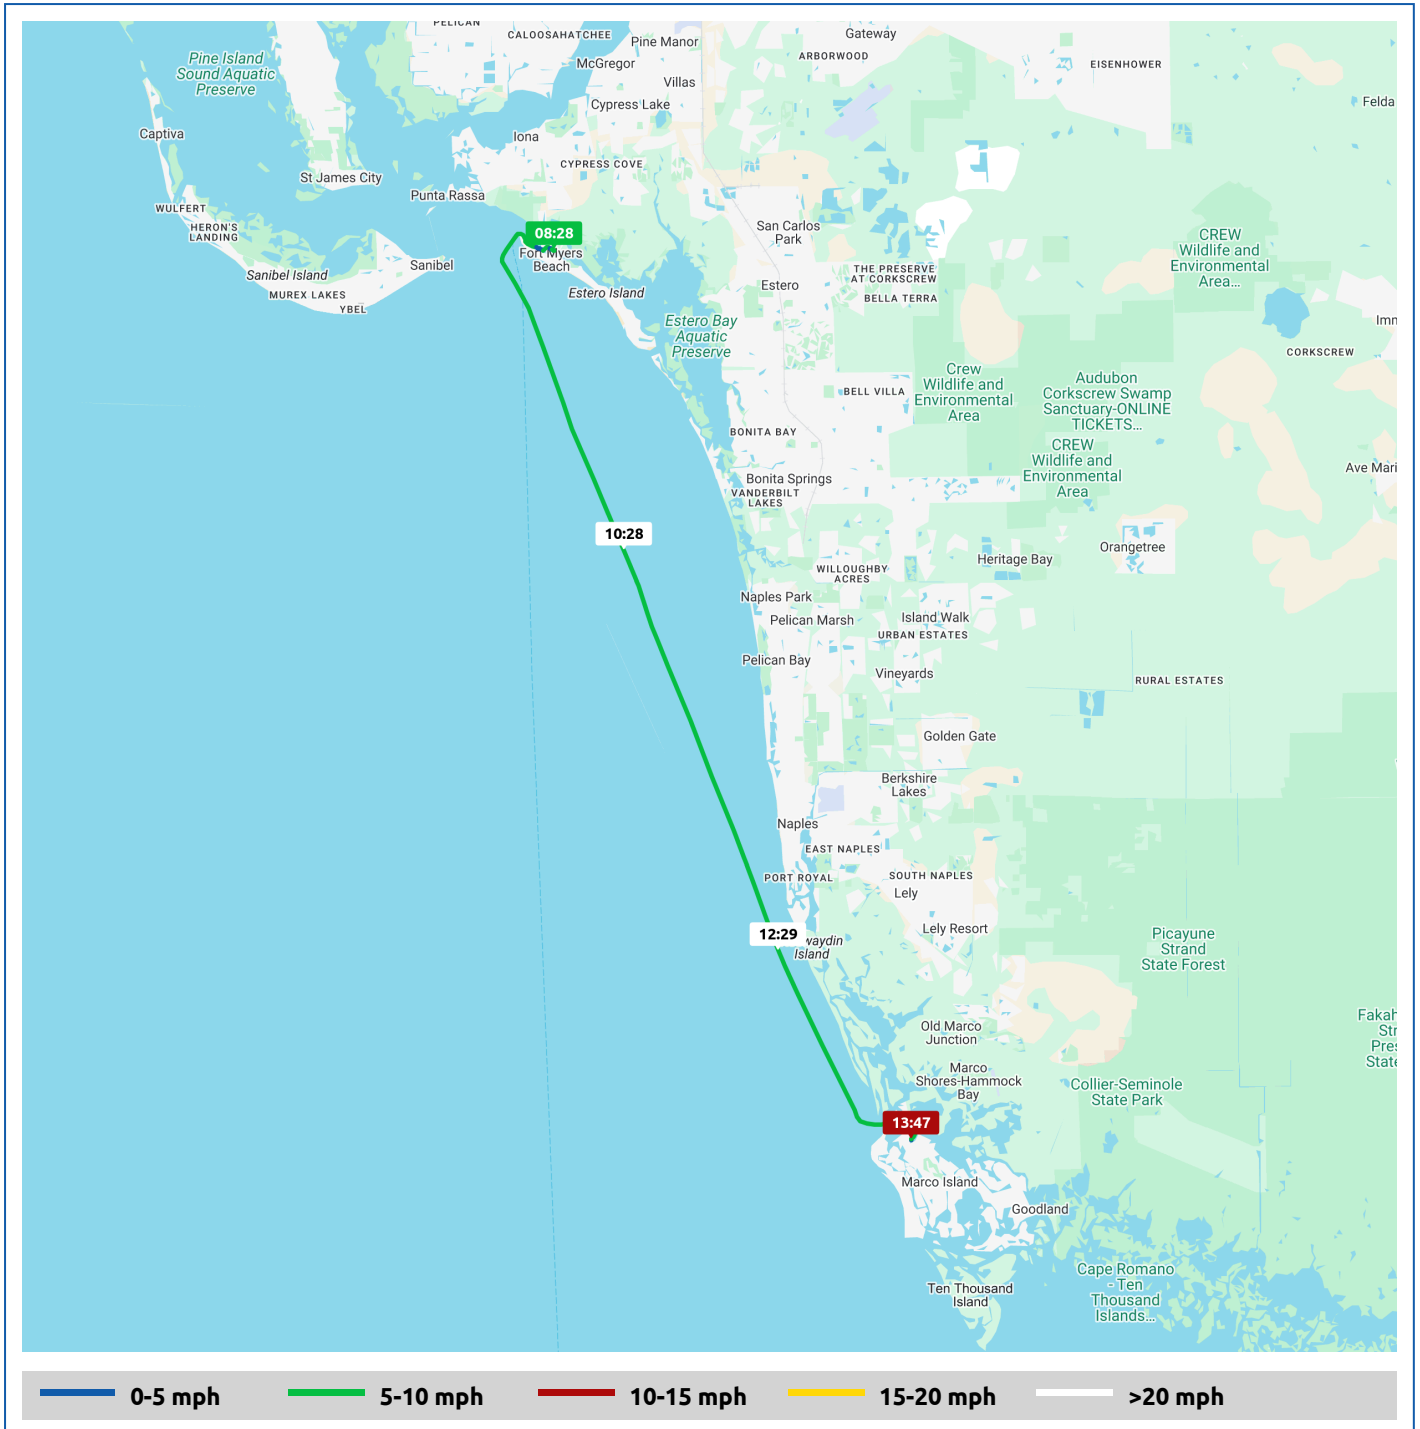 PELICAN
CALOOSAHATCHEE
Pine Manor
Gateway
ARBORWOOD
McGregor
EISENHOWER
Pine Island
Sound Aquatic
Preserve
Villas
Cypress Lake
Felda
Captiva
Iona
CYPRESS COVE
St James City
Punta Rassa
WULFERT
HERON'S
LANDING
San Carlos
Park
08:28
Fort Myers
Beach
CREW
Wildlife and
Environmental
Area...
Sanibel
Sanibel Island
THE PRESERVE
AT CORKSCREW
Estero
MUREX LAKES
Estero Island
BELLA TERRA
YBEL
Estero Bay
Aquatic
Preserve
Imm
CORKSCREW
Crew
Wildlife and
Environmental
Area
Audubon
Corkscrew Swamp
Sanctuary-ONLINE
TICKETS...
BELL VILLA
BONITA BAY
CREW
Wildlife and
Environmental
Area
Ave Mari
Bonita Springs
VANDERBILT
LAKES
10:28
Orangetree
Heritage Bay
WILLOUGHBY
ACRES
Naples Park
Pelican Marsh
Island Walk
URBAN ESTATES
Pelican Bay
Vineyards
RURAL ESTATES
Golden Gate
Berkshire
Lakes
Naples
EAST NAPLES
PORT ROYAL
SOUTH NAPLES
Lely
Lely Resort
12:29
waydin
Island
Picayune
Strand
State Forest
Old Marco
Junction
Fakah
Str
Pres
State
Marco
Shores-Hammock
Bay
Collier-Seminole
State Park
13:47
Marco Island
Goodland
Ten Thousand
Island
Cape Romano
- Ten
Thousand
Islands...
0-5 mph
5-10 mph
10-15 mph
15-20 mph
>20 mph